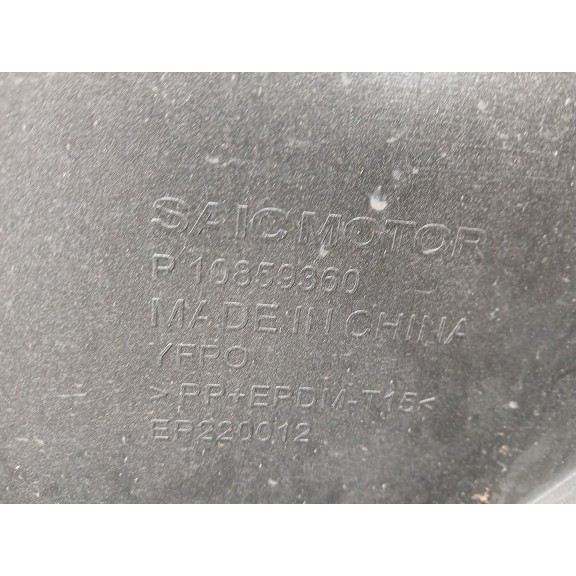 SAICMOTOR
P 10859360
MADE IN CHINA
YFPO
>PP+EPDM-T15<
EP220012